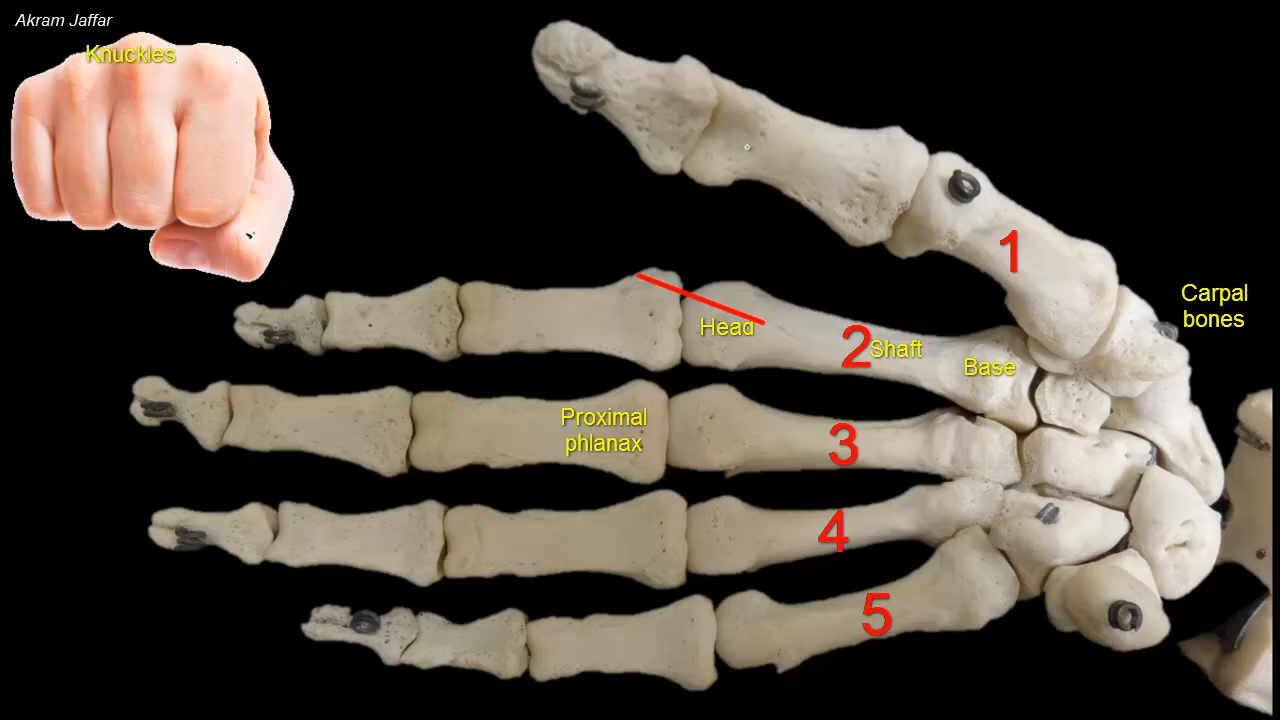 Akram Jaffar
Knuckles
1
Carpal
bones
Head
2
Shaft
Base
Proximal
phlanax
3
4
5